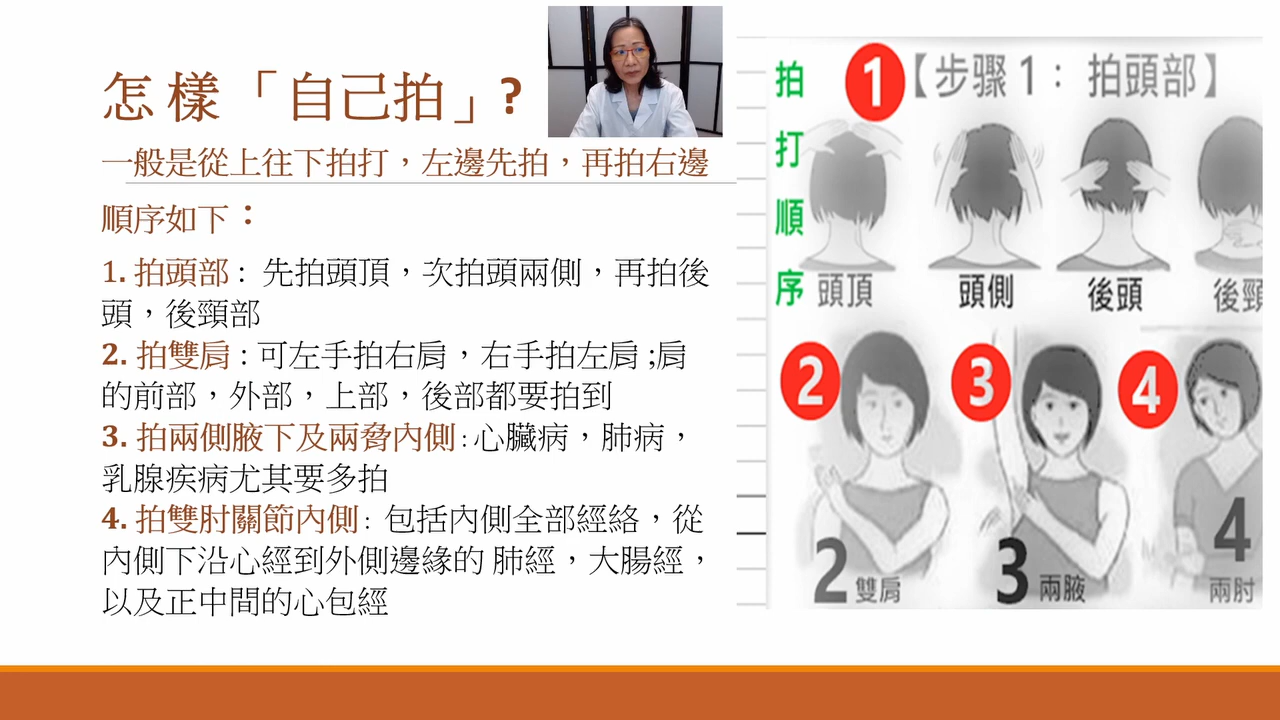 怎樣「自己拍」?
一般是從上往下拍打，左邊先拍，再拍右邊
順序如下：
1. 拍頭部： 先拍頭頂，次拍頭兩側，再拍後
頭，後頸部
2. 拍雙肩 : 可左手拍右肩，右手拍左肩 ;肩
的前部，外部，上部，後部都要拍到
3. 拍兩側腋下及兩脅內側 : 心臟病，肺病，
乳腺疾病尤其要多拍
4. 拍雙肘關節內側： 包括內側全部經絡，從
內側下沿心經到外側邊緣的 肺經，大腸經，
以及正中間的心包經
拍打順序
1
【步骤 1： 拍頭部】
頭頂
頭側
後頭
後頸
2
3
4
2 雙肩
3 兩腋
4 兩肘